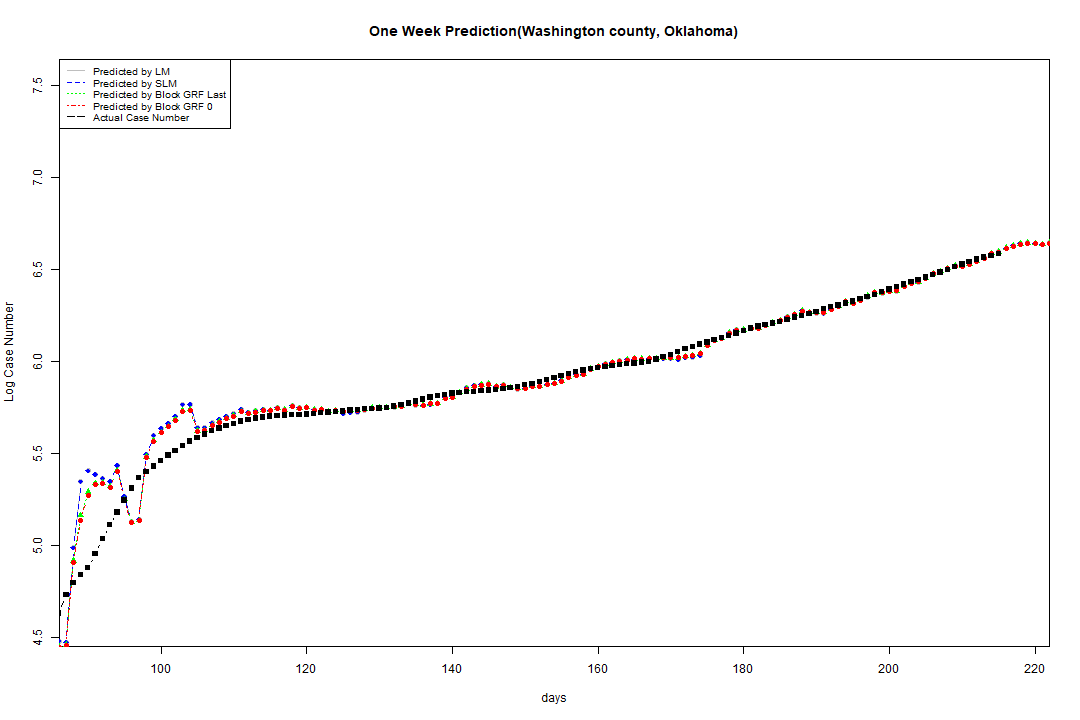 One Week Prediction(Washington county, Oklahoma)
Predicted by LM
Predicted by SLM
Predicted by Block GRF Last
Predicted by Block GRF 0
Actual Case Number
7.5
7.0
6.5
6.0
5.5
5.0
4.5
Log Case Number
100 120 140 160 180 200 220
days